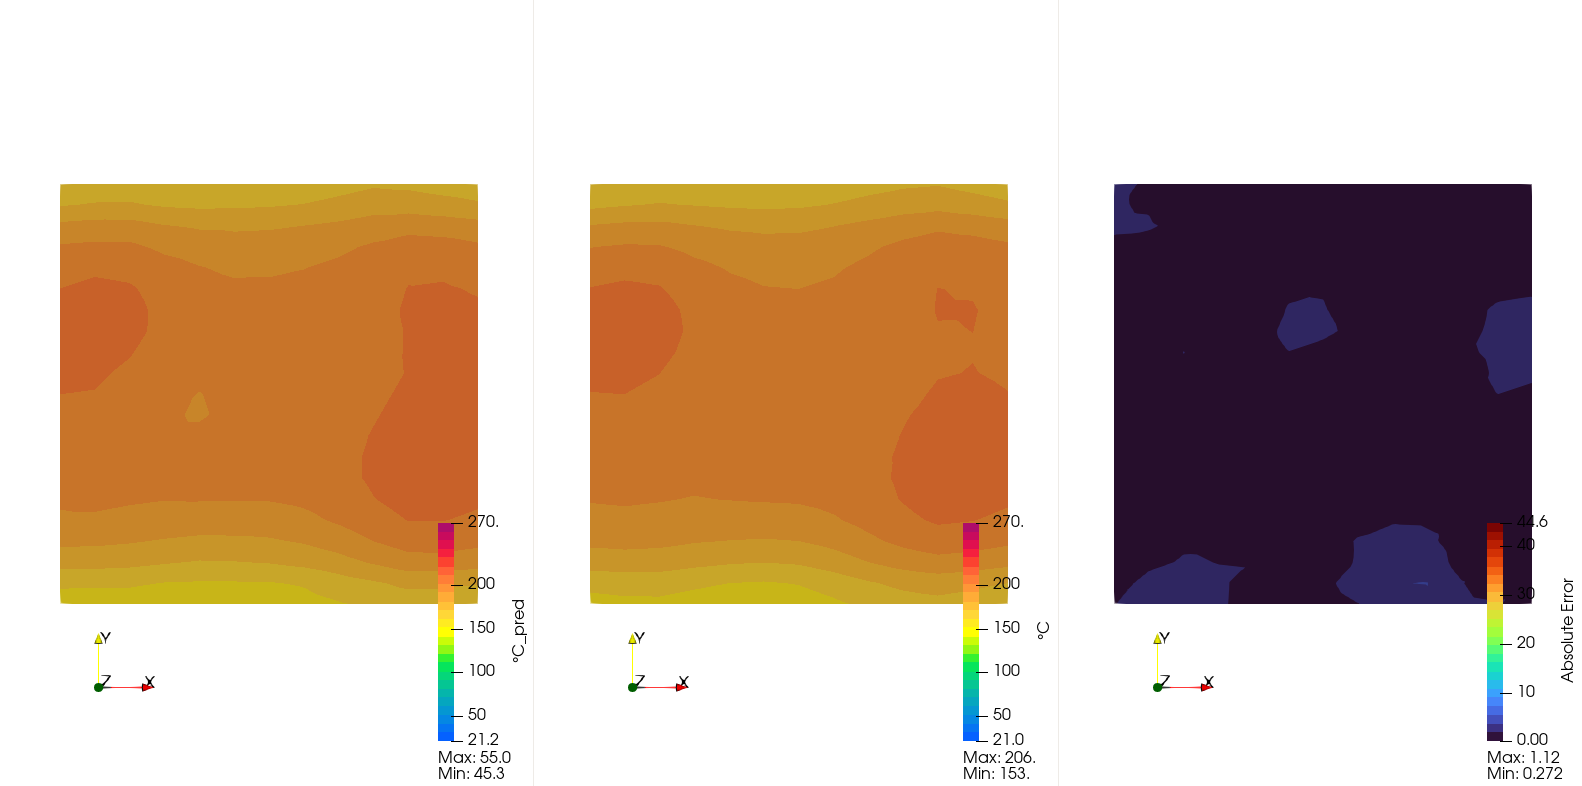 270.
200
150
100
50
21.2
°C_pred
Max: 55.0
Min: 45.3
Y
Z
X
270.
200
150
100
50
21.0
°C
Max: 206.
Min: 153.
Y
Z
X
44.6
40
30
20
10
0.00
Absolute Error
Max: 1.12
Min: 0.272
Y
Z
X